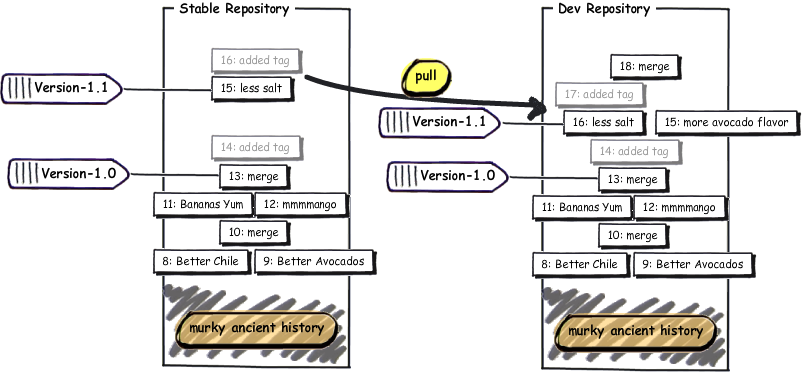 Stable Repository
16: added tag
Version-1.1
15: less salt
14: added tag
Version-1.0
13: merge
11: Bananas Yum
12: mmmmango
10: merge
8: Better Chile
9: Better Avocados
murky ancient history
pull
Dev Repository
18: merge
17: added tag
Version-1.1
16: less salt
15: more avocado flavor
14: added tag
Version-1.0
13: merge
11: Bananas Yum
12: mmmmango
10: merge
8: Better Chile
9: Better Avocados
murky ancient history